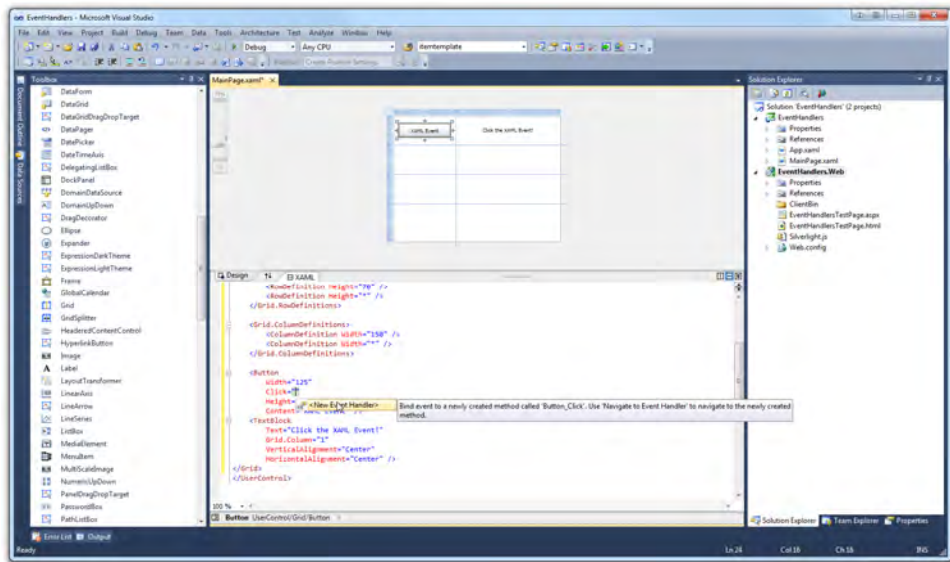 EventHandlers - Microsoft Visual Studio
File Edit View Project Build Debug Team Data Tools Architecture Test Analyze Window Help
Debug Any CPU itemtemplate
Toolbox
MainPage.xaml*
Solution Explorer
Document Outline
Data Sources
DataForm
DataGrid
DataGridDragDropTarget
DataPager
DatePicker
DateTimeAxis
DelegatingListBox
DockPanel
DomainDataSource
DomainUpDown
DragDecorator
Ellipse
Expander
ExpressionDarkTheme
ExpressionLightTheme
Frame
GlobalCalendar
Grid
GridSplitter
HeaderedContentControl
HyperlinkButton
Image
Label
LayoutTransformer
LinearAxis
LineArrow
LineSeries
ListBox
MediaElement
MenuItem
MultiScaleImage
NumericUpDown
PanelDragDropTarget
PasswordBox
PathListBox
XAML Event
Click the XAML Event!
Design XAML
<RowDefinition Height="70" />
<RowDefinition Height="*" />
</Grid.RowDefinitions>
<Grid.ColumnDefinitions>
<ColumnDefinition Width="150" />
<ColumnDefinition Width="*" />
</Grid.ColumnDefinitions>
<Button
Width="125"
Click="
Height=
<New Event Handler>
Bind event to a newly created method called 'Button_Click'. Use 'Navigate to Event Handler' to navigate to the newly created
method.
Content="XAML Event" />
<TextBlock
Text="Click the XAML Event!"
Grid.Column="1"
VerticalAlignment="Center"
HorizontalAlignment="Center" />
</Grid>
</UserControl>
100 %
Button UserControl/Grid/Button
Solution 'EventHandlers' (2 projects)
EventHandlers
Properties
References
App.xaml
MainPage.xaml
EventHandlers.Web
Properties
References
ClientBin
EventHandlersTestPage.aspx
EventHandlersTestPage.html
Silverlight.js
Web.config
Solution Explorer Team Explorer Properties
Error List Output
Ready Ln 24 Col 16 Ch 16 INS